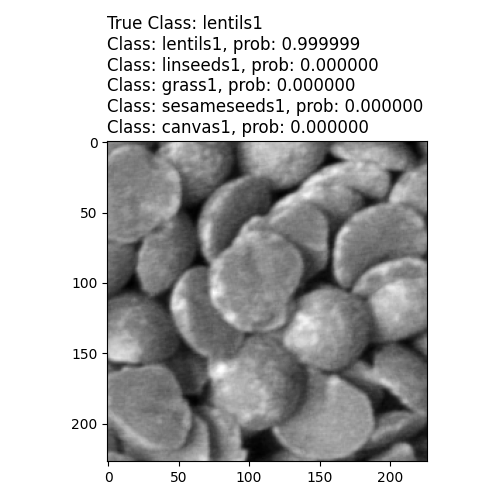 True Class: lentils1
Class: lentils1, prob: 0.999999
Class: linseeds1, prob: 0.000000
Class: grass1, prob: 0.000000
Class: sesameseeds1, prob: 0.000000
Class: canvas1, prob: 0.000000
0
50
100
150
200
0 50 100 150 200